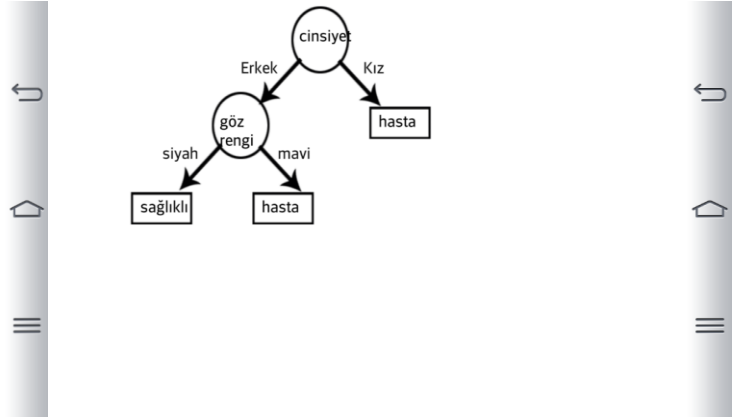 cinsiyet
Erkek
Kız
göz
rengi
hasta
siyah
mavi
sağlıklı
hasta